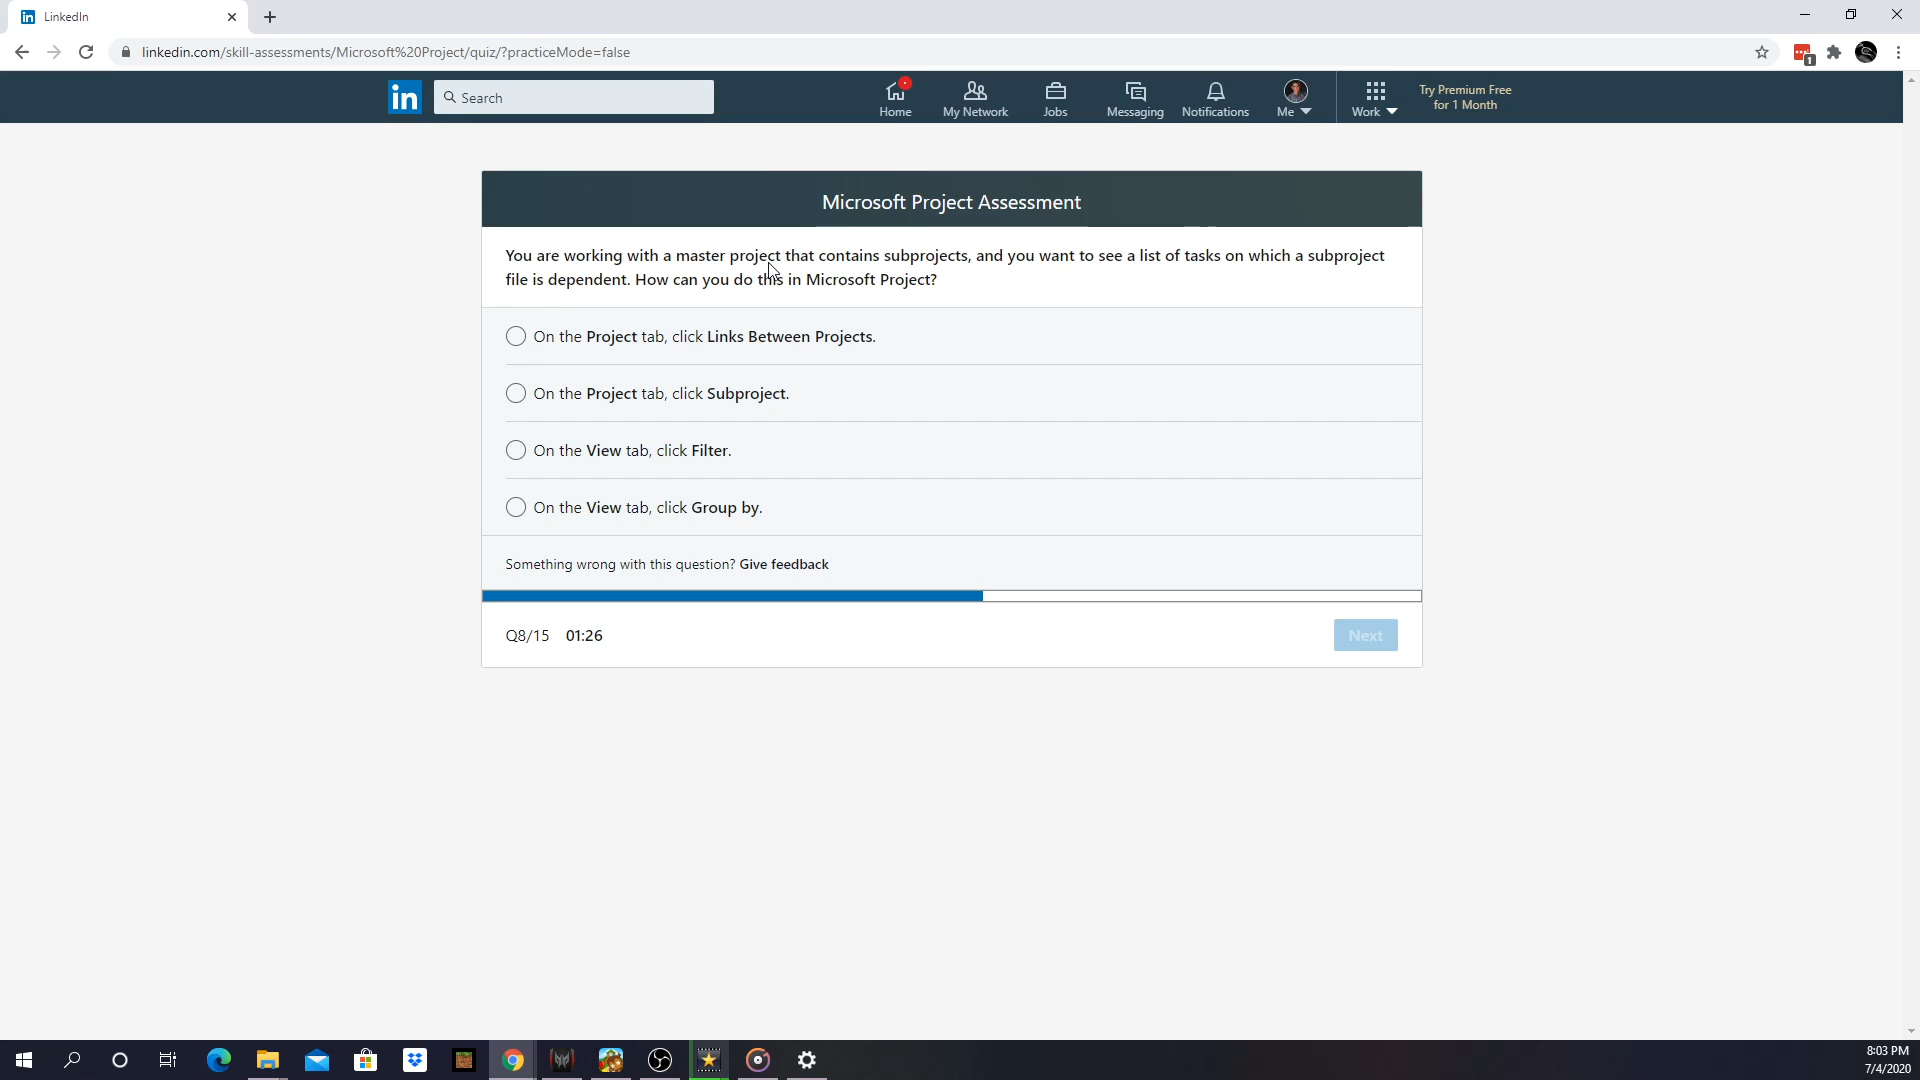 LinkedIn
linkedin.com/skill-assessments/Microsoft%20Project/quiz/?practiceMode=false
1
in
Search
Home
My Network
Jobs
Messaging
Notifications
Me
Work
Try Premium Free
for 1 Month
Microsoft Project Assessment
You are working with a master project that contains subprojects, and you want to see a list of tasks on which a subproject
file is dependent. How can you do this in Microsoft Project?
On the Project tab, click Links Between Projects.
On the Project tab, click Subproject.
On the View tab, click Filter.
On the View tab, click Group by.
Something wrong with this question? Give feedback
Q8/15 01:26
Next
8:03 PM
7/4/2020